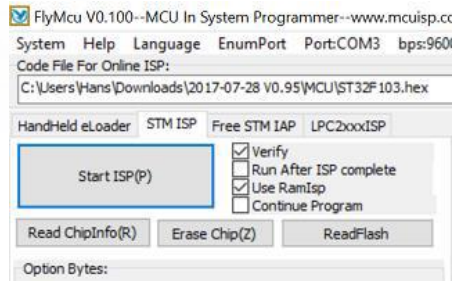 FlyMcu V0.100--MCU In System Programmer--www.mcuisp.co
System Help Language EnumPort Port:COM3 bps:960
Code File For Online ISP:
C:\Users\Hans\Downloads\2017-07-28 V0.95\MCU\ST32F103.hex
HandHeld eLoader STM ISP Free STM IAP LPC2xxxISP
Start ISP(P)
Verify
Run After ISP complete
Use RamIsp
Continue Program
Read ChipInfo(R) Erase Chip(Z) ReadFlash
Option Bytes: